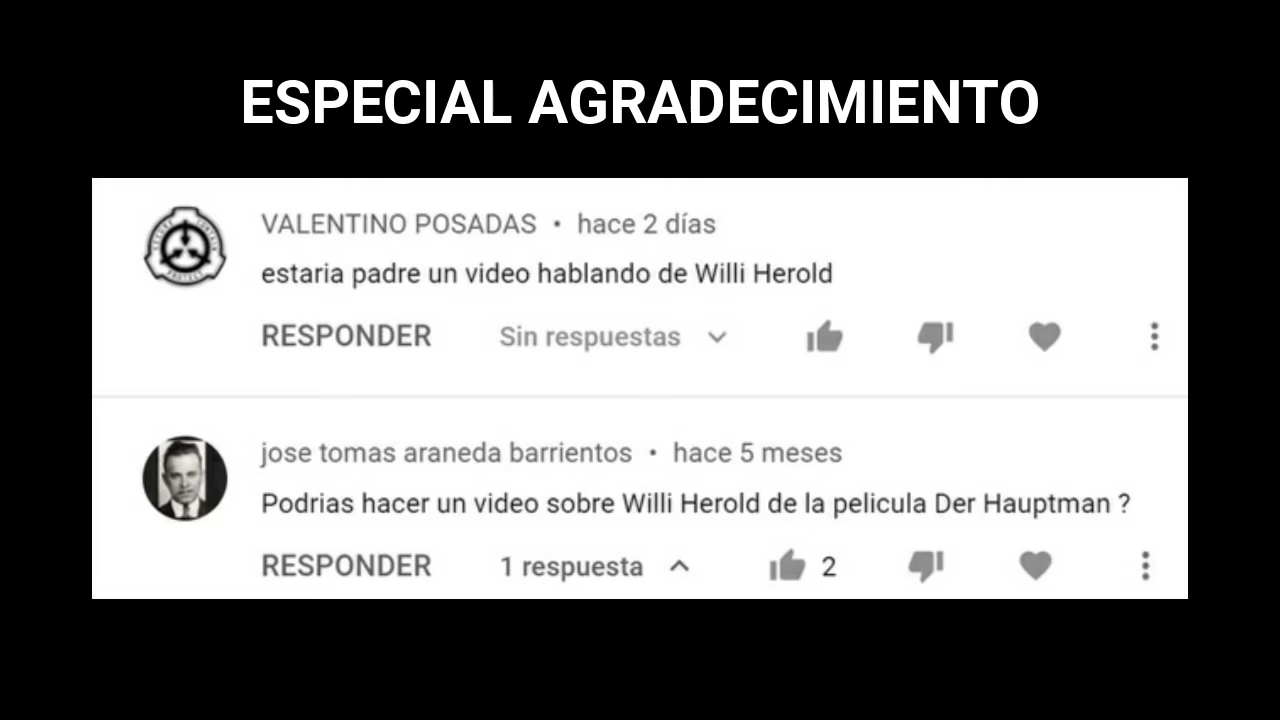 ESPECIAL AGRADECIMIENTO
VALENTINO POSADAS • hace 2 días
estaria padre un video hablando de Willi Herold
RESPONDER Sin respuestas
jose tomas araneda barrientos • hace 5 meses
Podrias hacer un video sobre Willi Herold de la pelicula Der Hauptman ?
RESPONDER 1 respuesta 2